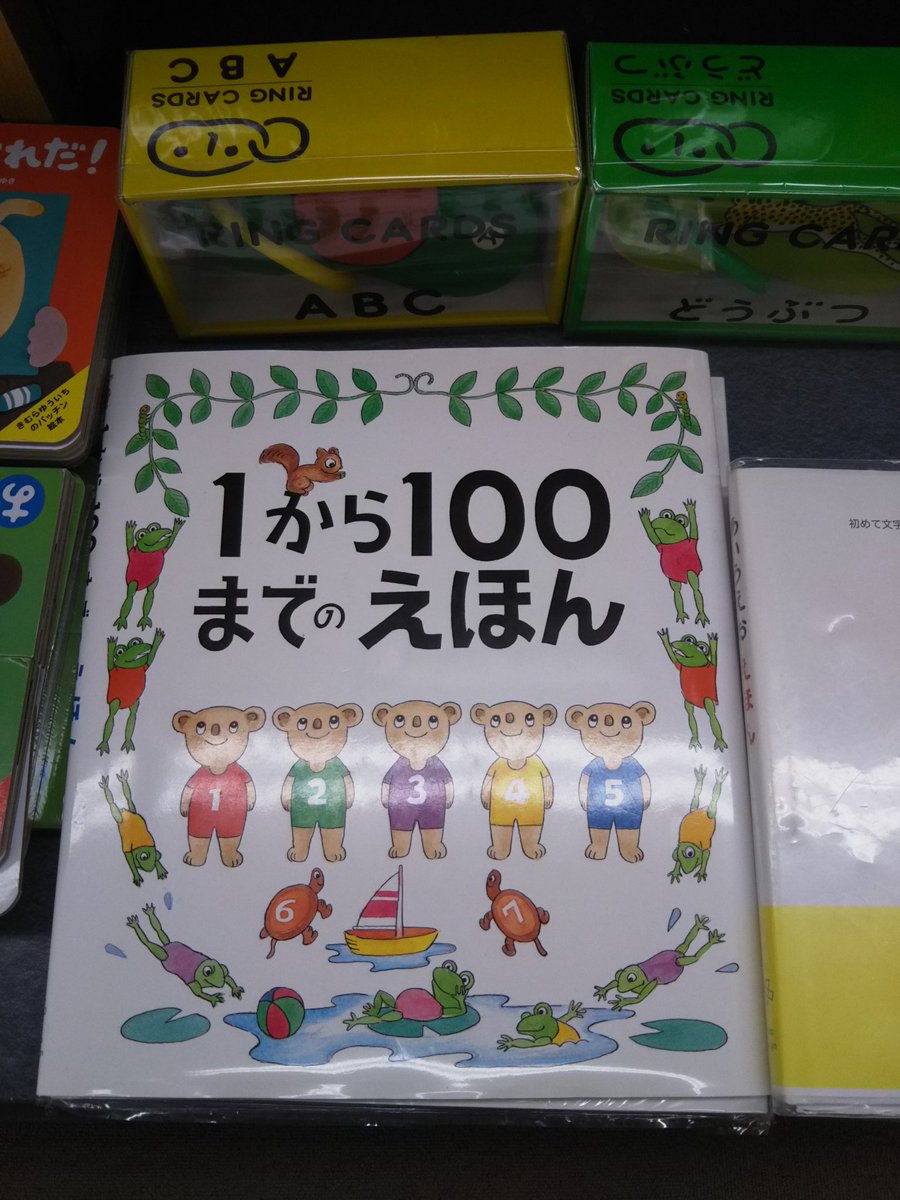 ABC
RING CARDS
RING CARDS
ABC
どうぶつ
RING CARDS
RING CAR
どうぶつ
れだ!
きむらゆういち
のパッチン
絵本
1から100
までのえほん
1
2
3
4
5
6
7
初めて文字